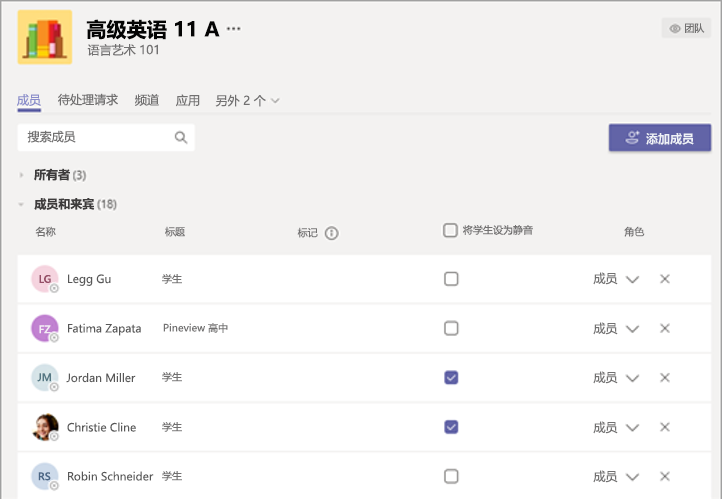 高级英语 11 A ···
语言艺术 101
团队
成员 待处理请求 频道 应用 另外 2 个
搜索成员
添加成员
所有者 (3)
成员和来宾 (18)
名称 标题 标记 将学生设为静音 角色
LG Legg Gu 学生 成员
FZ Fatima Zapata Pineview 高中 成员
JM Jordan Miller 学生 成员
Christie Cline 学生 成员
RS Robin Schneider 学生 成员